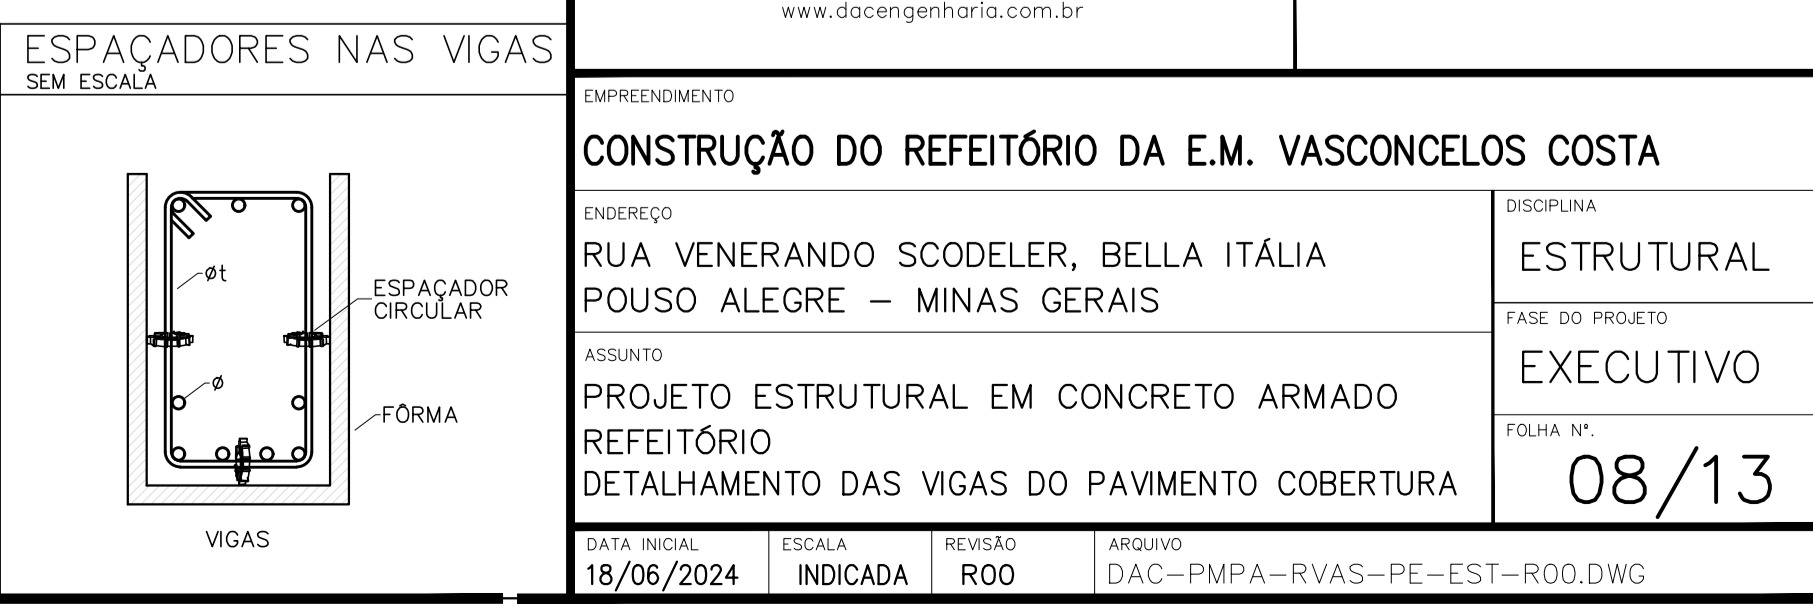 www.dacengenharia.com.br
ESPAÇADORES NAS VIGAS
SEM ESCALA
øt
ESPAÇADOR
CIRCULAR
ø
FÔRMA
VIGAS
EMPREENDIMENTO
CONSTRUÇÃO DO REFEITÓRIO DA E.M. VASCONCELOS COSTA
ENDEREÇO
RUA VENERANDO SCODELER, BELLA ITÁLIA
POUSO ALEGRE – MINAS GERAIS
DISCIPLINA
ESTRUTURAL
FASE DO PROJETO
EXECUTIVO
ASSUNTO
PROJETO ESTRUTURAL EM CONCRETO ARMADO
REFEITÓRIO
DETALHAMENTO DAS VIGAS DO PAVIMENTO COBERTURA
FOLHA Nº.
08/13
DATA INICIAL
18/06/2024
ESCALA
INDICADA
REVISÃO
R00
ARQUIVO
DAC–PMPA–RVAS–PE–EST–R00.DWG